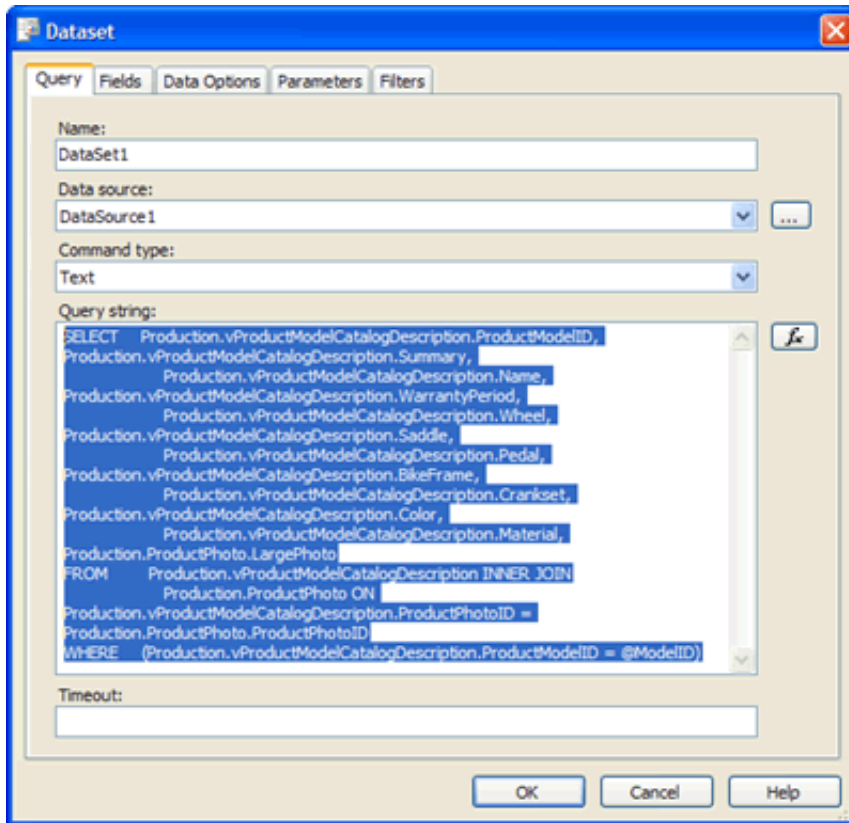 Dataset
Query Fields Data Options Parameters Filters
Name:
DataSet1
Data source:
DataSource1
...
Command type:
Text
Query string:
SELECT Production.vProductModelCatalogDescription.ProductModelID,
Production.vProductModelCatalogDescription.Summary,
Production.vProductModelCatalogDescription.Name,
Production.vProductModelCatalogDescription.WarrantyPeriod,
Production.vProductModelCatalogDescription.Wheel,
Production.vProductModelCatalogDescription.Saddle,
Production.vProductModelCatalogDescription.Pedal,
Production.vProductModelCatalogDescription.BikeFrame,
Production.vProductModelCatalogDescription.Crankset,
Production.vProductModelCatalogDescription.Color,
Production.vProductModelCatalogDescription.Material,
Production.ProductPhoto.LargePhoto
FROM Production.vProductModelCatalogDescription INNER JOIN
Production.ProductPhoto ON
Production.vProductModelCatalogDescription.ProductPhotoID =
Production.ProductPhoto.ProductPhotoID
WHERE (Production.vProductModelCatalogDescription.ProductModelID = @ModelID)
fx
Timeout:
OK Cancel Help